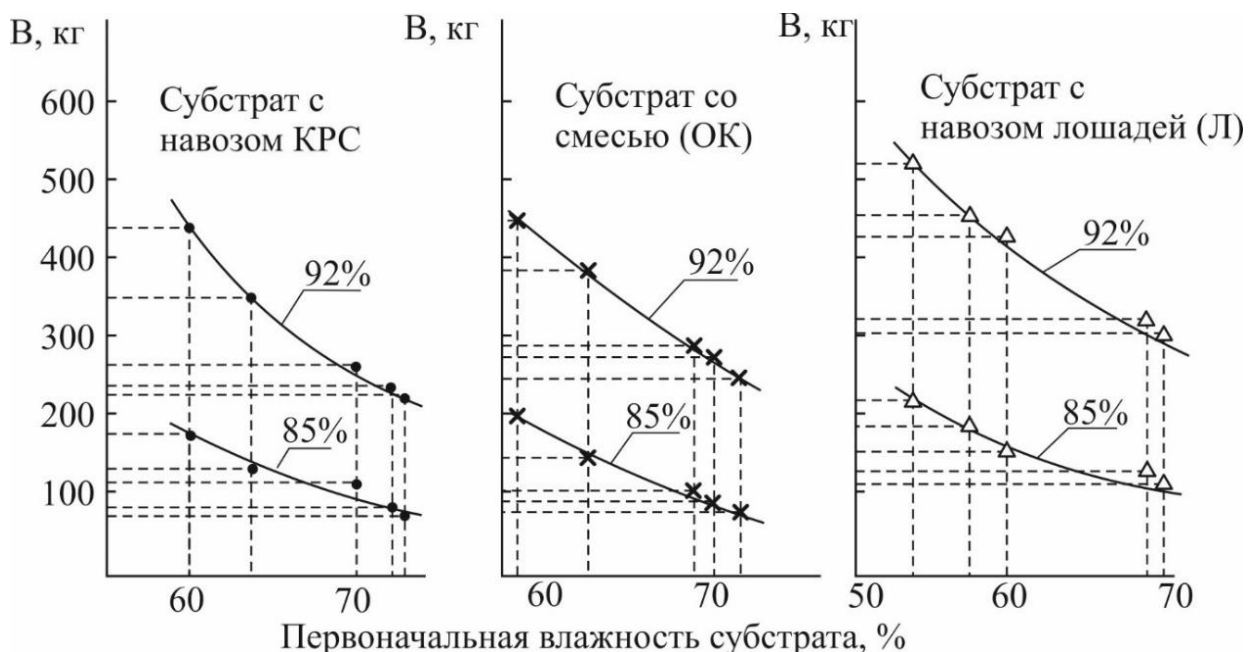 В, кг
600
500
400
300
200
100
Субстрат с
навозом КРС
92%
85%
60
70
В, кг
Субстрат со
смесью (ОК)
92%
85%
60
70
В, кг
Субстрат с
навозом лошадей (Л)
92%
85%
50
60
70
Первоначальная влажность субстрата, %